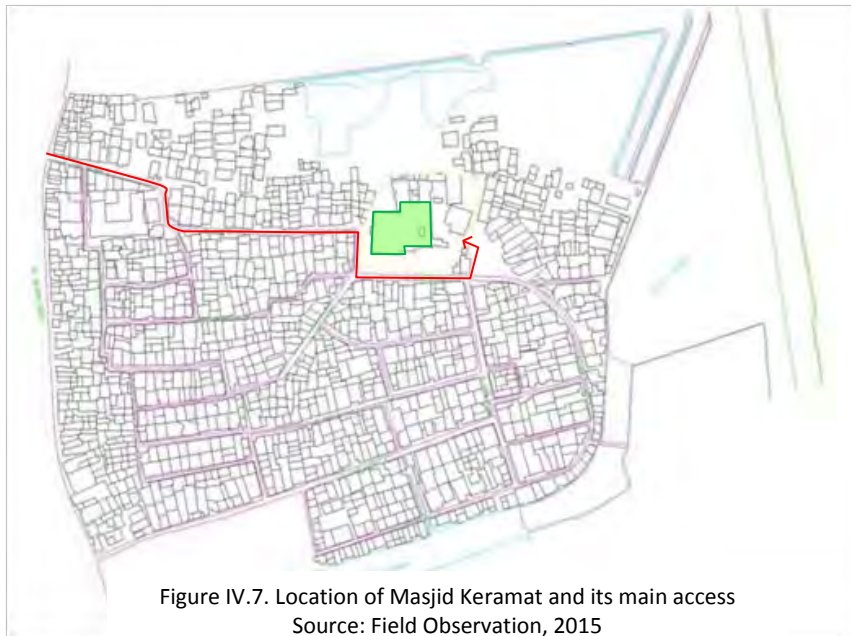 Figure IV.7. Location of Masjid Keramat and its main access
Source: Field Observation, 2015